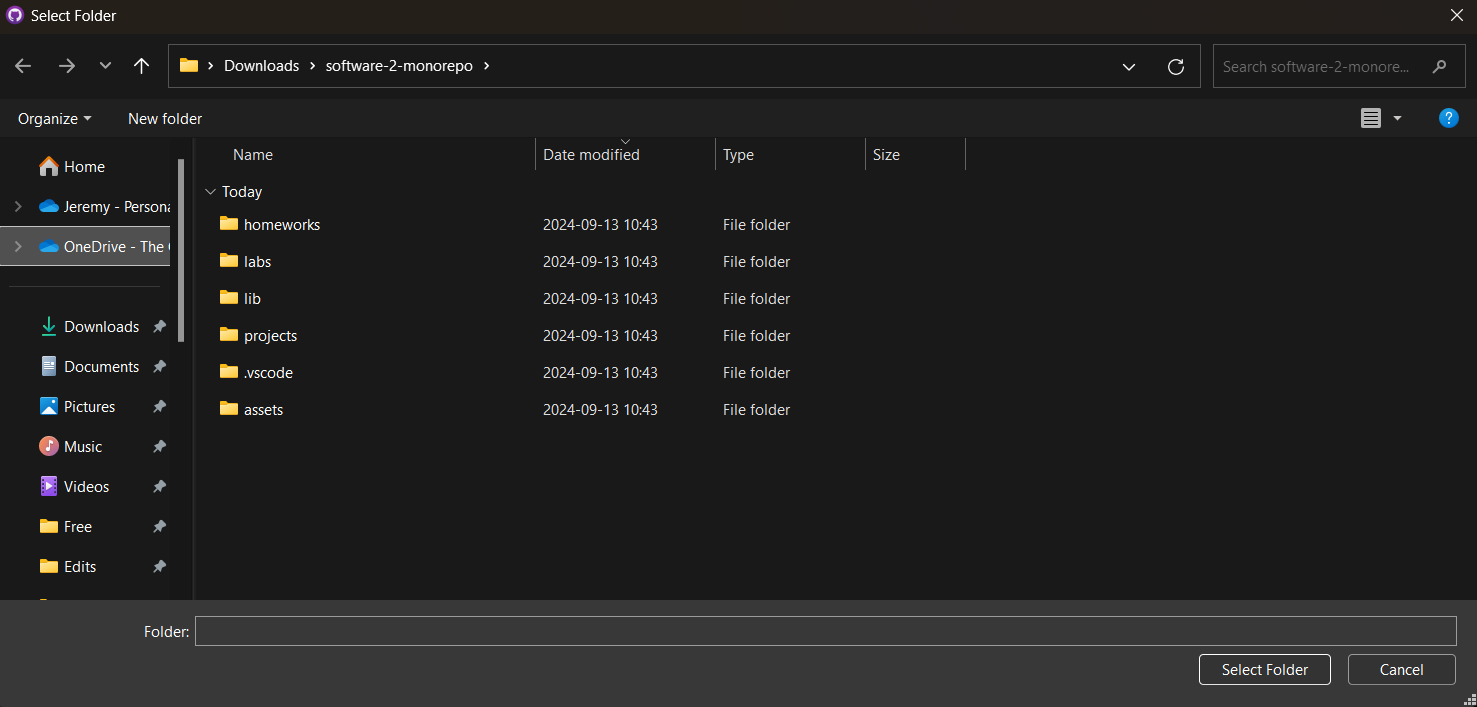 Select Folder
Downloads software-2-monorepo
Search software-2-monore...
Organize New folder
?
Name Date modified Type Size
Today
homeworks 2024-09-13 10:43 File folder
labs 2024-09-13 10:43 File folder
lib 2024-09-13 10:43 File folder
projects 2024-09-13 10:43 File folder
.vscode 2024-09-13 10:43 File folder
assets 2024-09-13 10:43 File folder
Home
Jeremy - Persona
OneDrive - The
Downloads
Documents
Pictures
Music
Videos
Free
Edits
Folder:
Select Folder Cancel